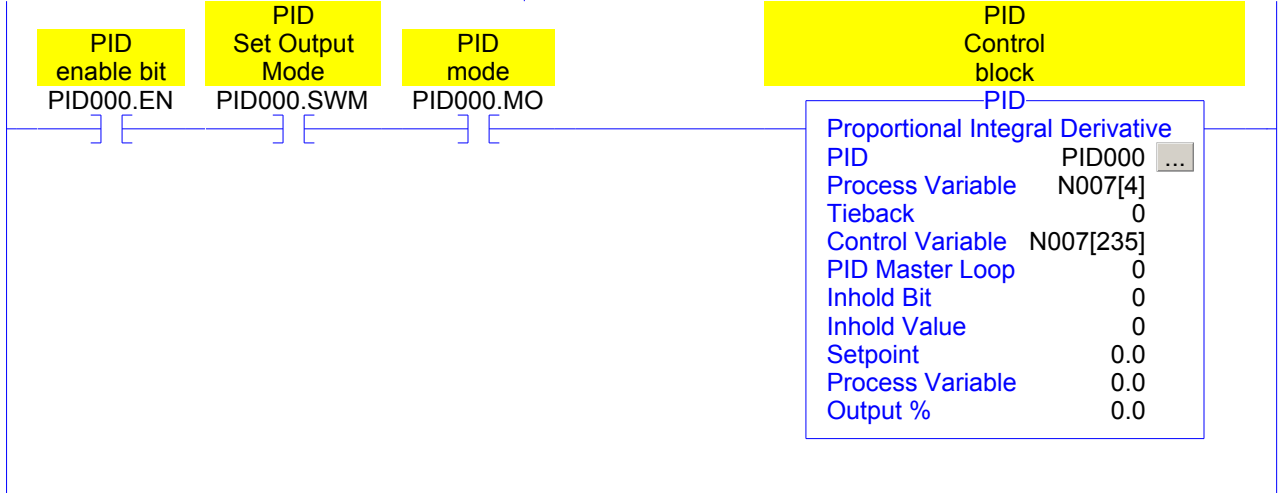 PID
enable bit
PID000.EN
PID
Set Output
Mode
PID000.SWM
PID
mode
PID000.MO
PID
Control
block
PID
Proportional Integral Derivative
PID PID000 ...
Process Variable N007[4]
Tieback 0
Control Variable N007[235]
PID Master Loop 0
Inhold Bit 0
Inhold Value 0
Setpoint 0.0
Process Variable 0.0
Output % 0.0